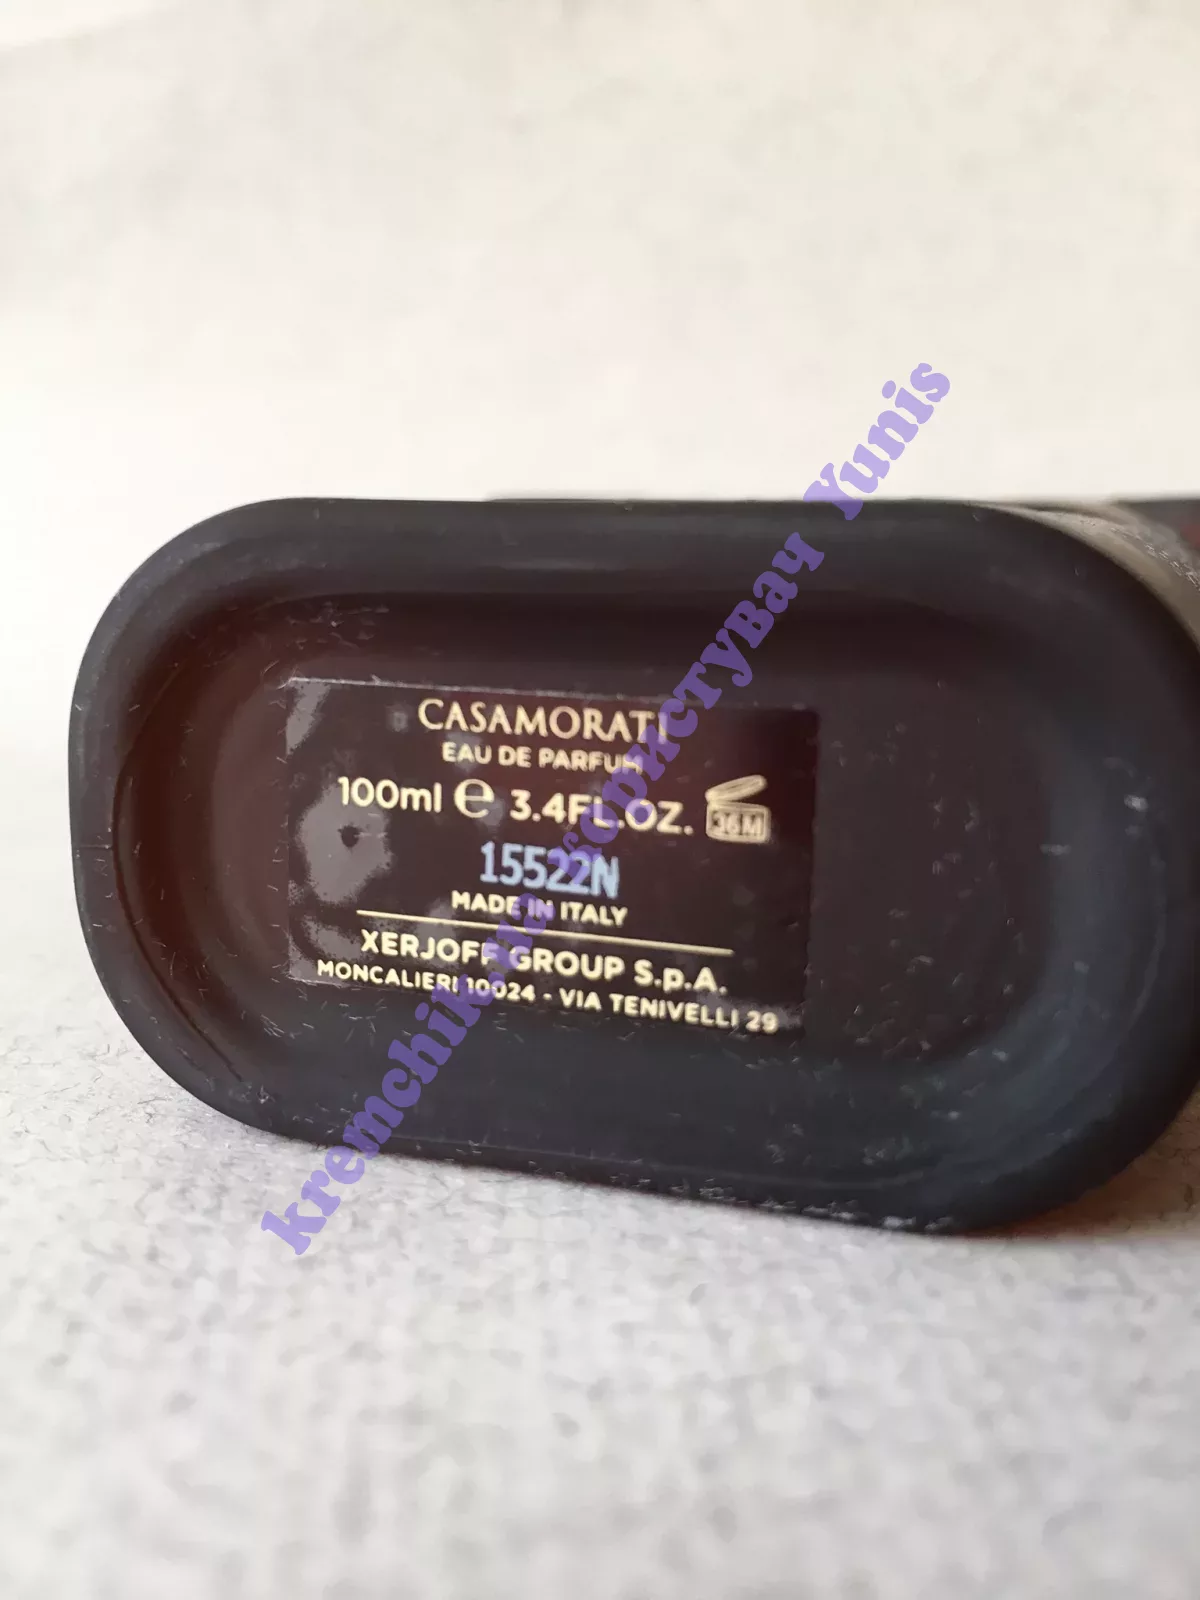 CASAMORATI
EAU DE PARFUM
100ml ℮ 3.4FL.OZ. 36M
15522N
MADE IN ITALY
XERJOFF GROUP S.p.A.
MONCALIERI 10024 - VIA TENIVELLI 29
kremchik.ua Користувач Yunis